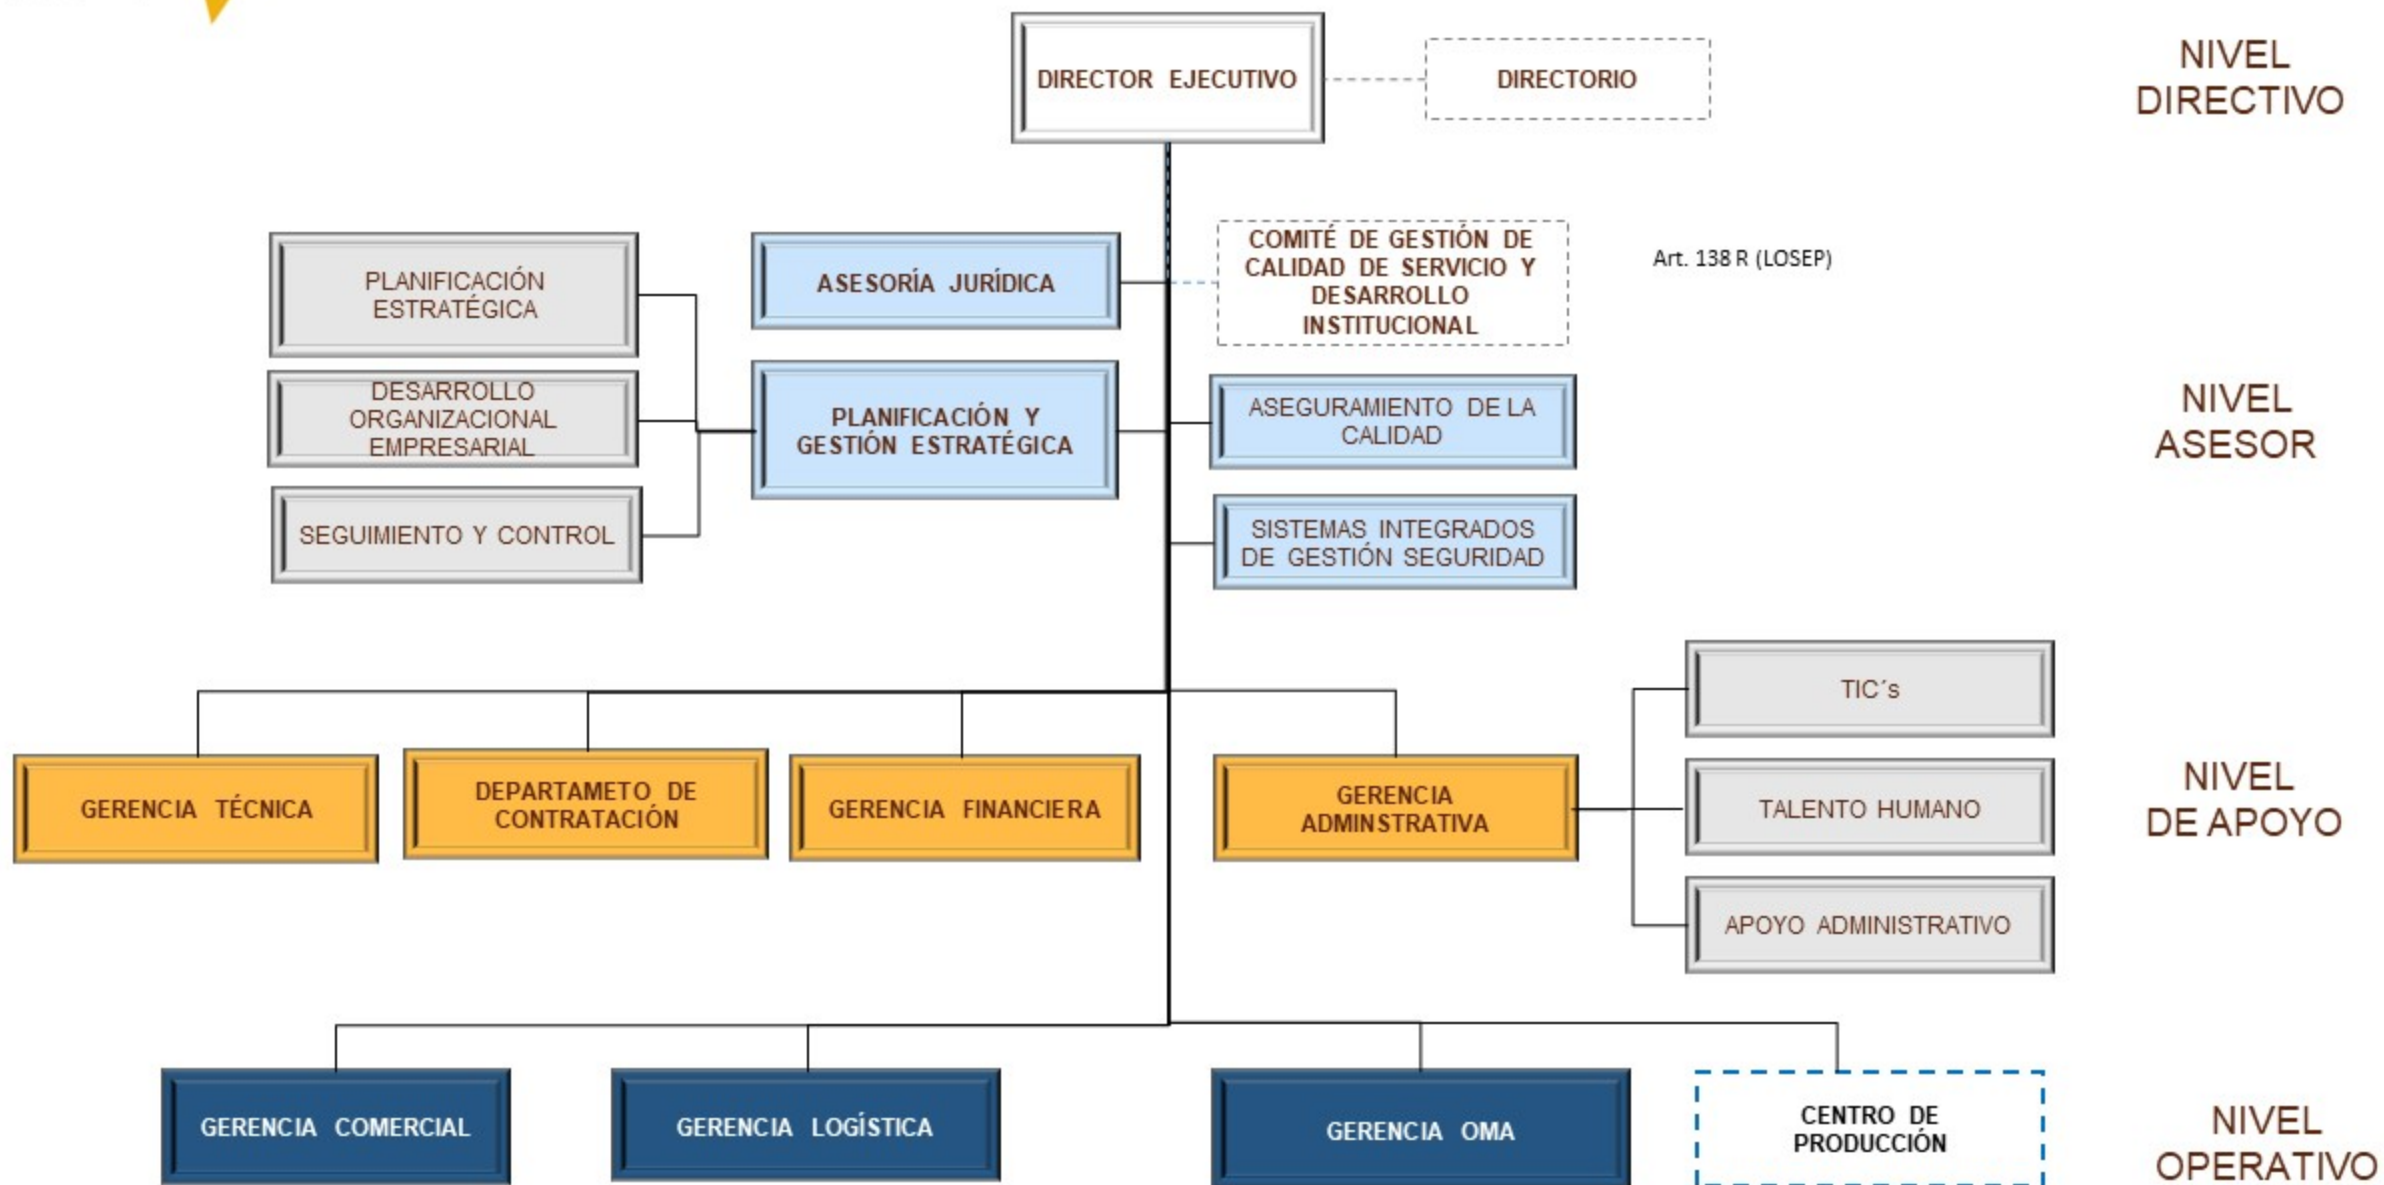 DIRECTOR EJECUTIVO
DIRECTORIO
NIVEL
DIRECTIVO
PLANIFICACIÓN
ESTRATÉGICA
ASESORÍA JURÍDICA
COMITÉ DE GESTIÓN DE
CALIDAD DE SERVICIO Y
DESARROLLO
INSTITUCIONAL
Art. 138 R (LOSEP)
DESARROLLO
ORGANIZACIONAL
EMPRESARIAL
PLANIFICACIÓN Y
GESTIÓN ESTRATÉGICA
ASEGURAMIENTO DE LA
CALIDAD
NIVEL
ASESOR
SEGUIMIENTO Y CONTROL
SISTEMAS INTEGRADOS
DE GESTIÓN SEGURIDAD
TIC´s
GERENCIA TÉCNICA
DEPARTAMETO DE
CONTRATACIÓN
GERENCIA FINANCIERA
GERENCIA
ADMINSTRATIVA
TALENTO HUMANO
NIVEL
DE APOYO
APOYO ADMINISTRATIVO
GERENCIA COMERCIAL
GERENCIA LOGÍSTICA
GERENCIA OMA
CENTRO DE
PRODUCCIÓN
NIVEL
OPERATIVO